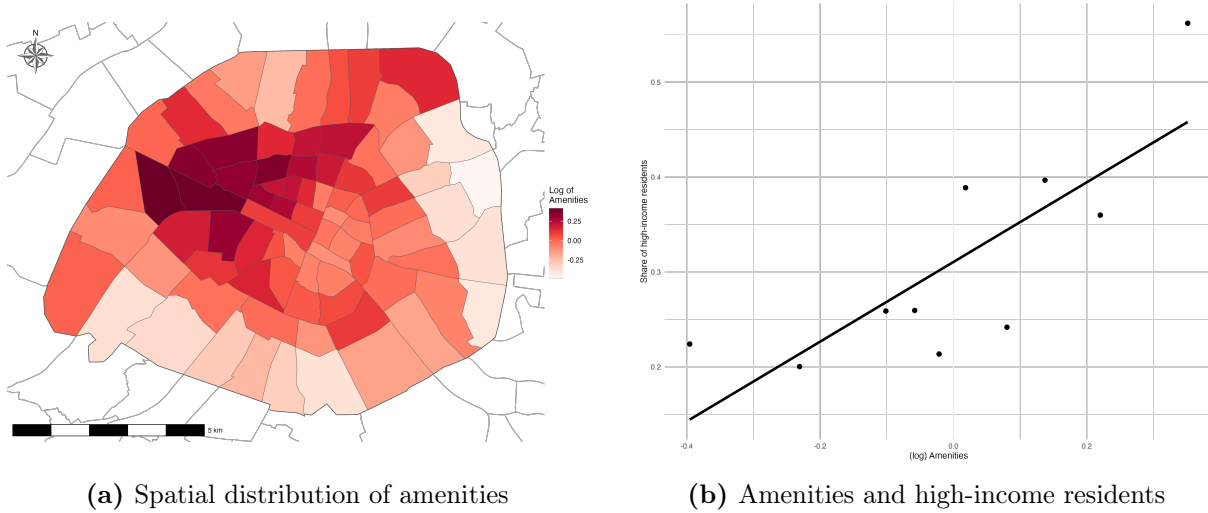 N
Log of
Amenities
0.25
0.00
-0.25
5 km
(a) Spatial distribution of amenities
Share of high-income residents
0.5
0.4
0.3
0.2
-0.4
-0.2
0.0
0.2
(log) Amenities
(b) Amenities and high-income residents